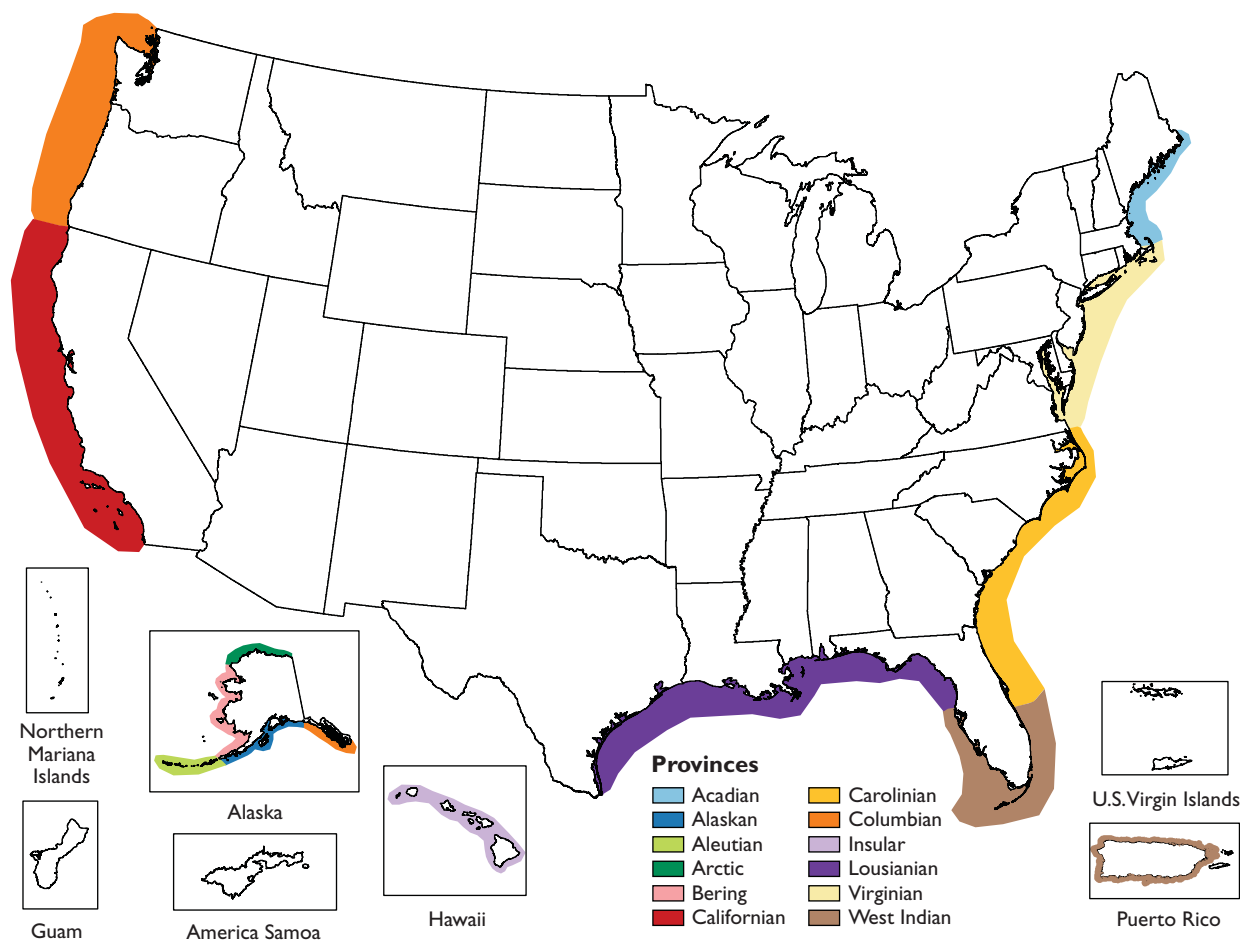 Northern
Mariana
Islands
Guam
Alaska
America Samoa
Hawaii
Provinces
Acadian
Alaskan
Aleutian
Arctic
Bering
Californian
Carolinian
Columbian
Insular
Lousianian
Virginian
West Indian
U.S.Virgin Islands
Puerto Rico